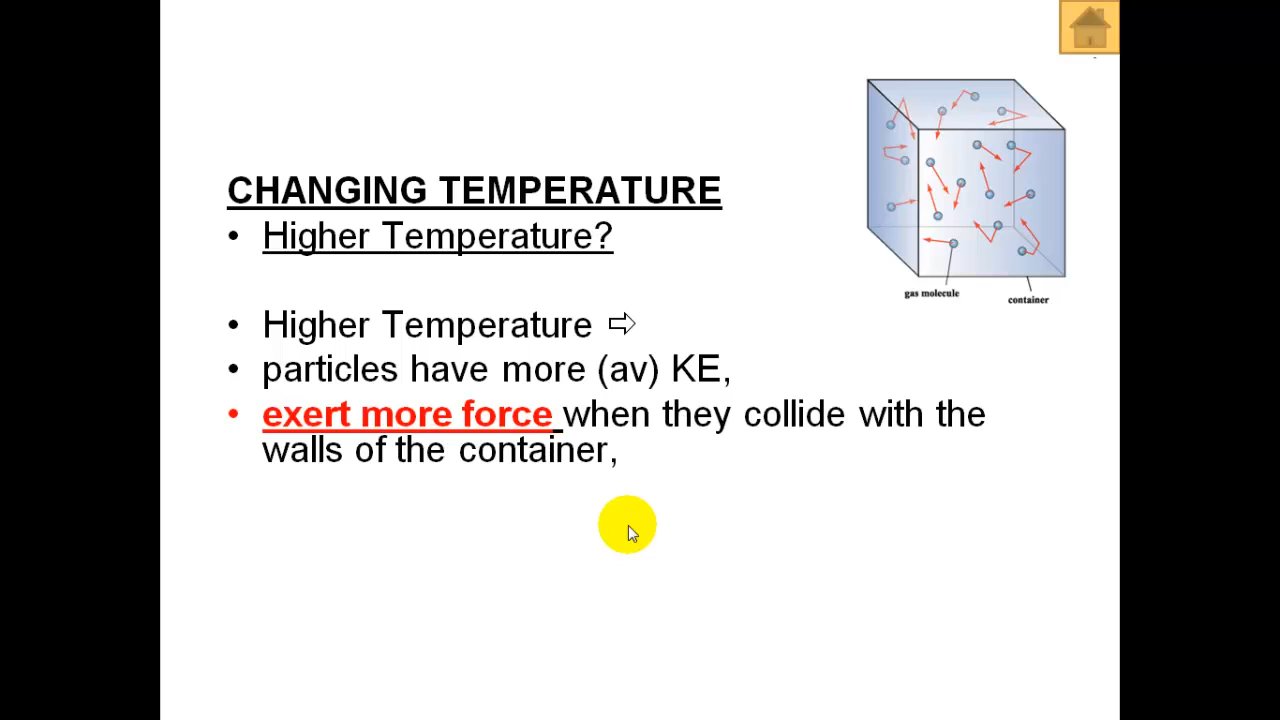 CHANGING TEMPERATURE
• Higher Temperature?
• Higher Temperature ⇨
• particles have more (av) KE,
• exert more force when they collide with the
walls of the container,
gas molecule
container